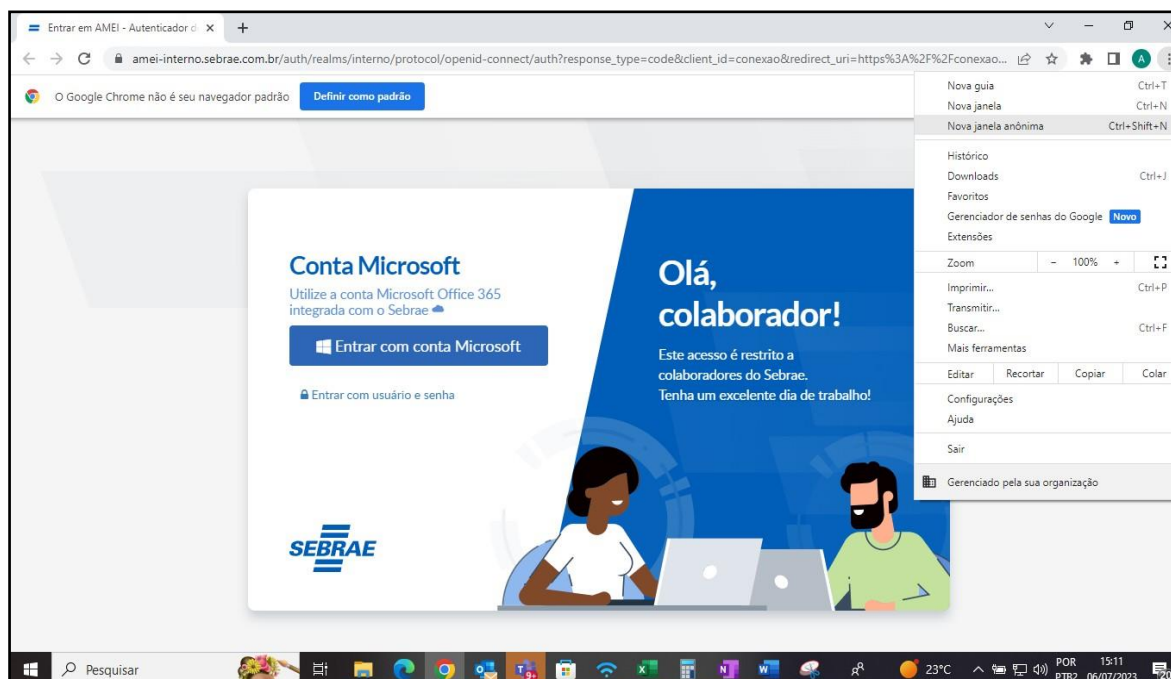 Entrar em AMEI - Autenticador d
amei-interno.sebrae.com.br/auth/realms/interno/protocol/openid-connect/auth?response_type=code&client_id=conexao&redirect_uri=https%3A%2F%2Fconexao...
A
O Google Chrome não é seu navegador padrão
Definir como padrão
Nova guia Ctrl+T
Nova janela Ctrl+N
Nova janela anônima Ctrl+Shift+N
Histórico
Downloads Ctrl+J
Favoritos
Gerenciador de senhas do Google Novo
Extensões
Zoom - 100% +
Imprimir... Ctrl+P
Transmitir...
Buscar... Ctrl+F
Mais ferramentas
Editar Recortar Copiar Colar
Configurações
Ajuda
Sair
Gerenciado pela sua organização
Conta Microsoft
Utilize a conta Microsoft Office 365
integrada com o Sebrae
Entrar com conta Microsoft
Entrar com usuário e senha
SEBRAE
Olá,
colaborador!
Este acesso é restrito a
colaboradores do Sebrae.
Tenha um excelente dia de trabalho!
Pesquisar
23°C
POR
PTB2
15:11
06/07/2023